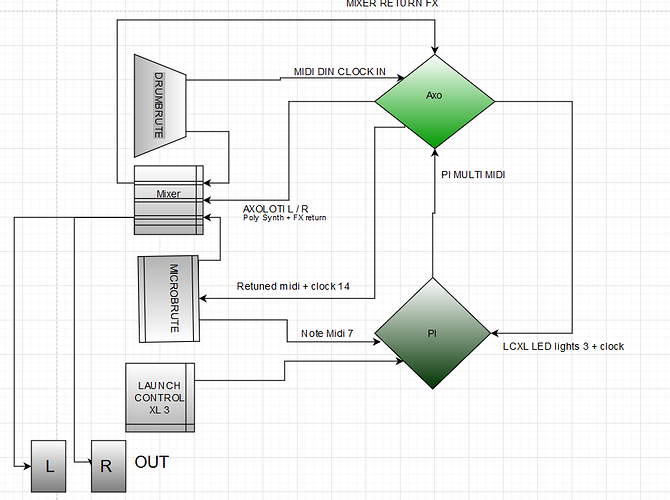 MIXER RETURN FX
MIDI DIN CLOCK IN
DRUMBRUTE
Axo
PI MULTI MIDI
Mixer
AXOLOTI L / R
Poly Synth + FX return
MICROBRUTE
Retuned midi + clock 14
Note Midi 7
PI
LCXL LED lights 3 + clock
LAUNCH
CONTROL
XL 3
L
R
OUT